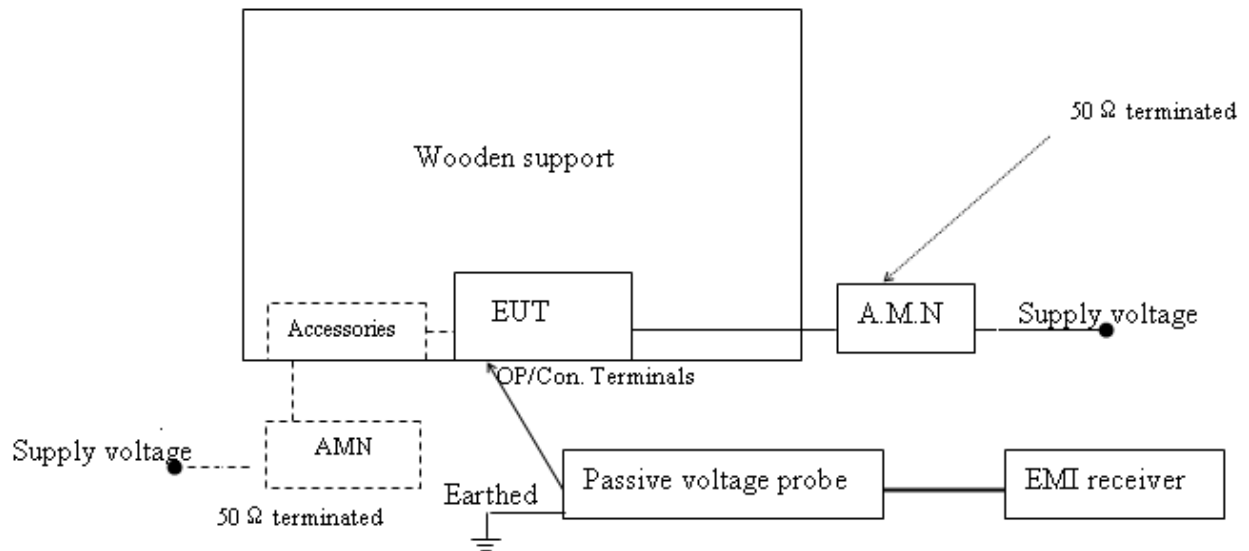 50 Ω terminated
Wooden support
EUT
A.M.N
Supply voltage
Accessories
OP/Con. Terminals
Supply voltage
AMN
50 Ω terminated
Passive voltage probe
EMI receiver
Earthed